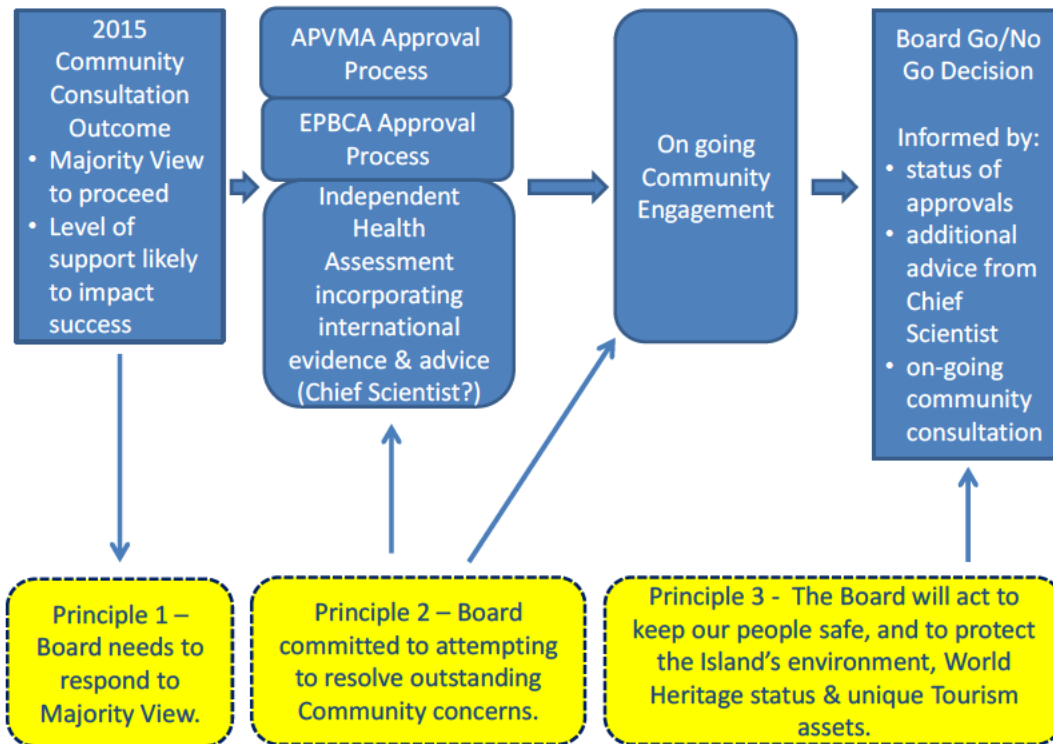 2015
Community
Consultation
Outcome
• Majority View
to proceed
• Level of
support likely
to impact
success
APVMA Approval
Process
EPBCA Approval
Process
Independent
Health
Assessment
incorporating
international
evidence & advice
(Chief Scientist?)
On going
Community
Engagement
Board Go/No
Go Decision
Informed by:
• status of
approvals
• additional
advice from
Chief
Scientist
• on-going
community
consultation
Principle 1 –
Board needs to
respond to
Majority View.
Principle 2 – Board
committed to attempting
to resolve outstanding
Community concerns.
Principle 3 - The Board will act to
keep our people safe, and to protect
the Island’s environment, World
Heritage status & unique Tourism
assets.